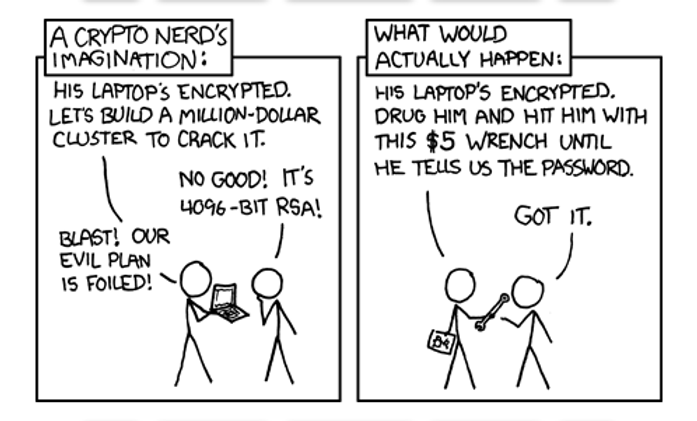 A CRYPTO NERD'S
IMAGINATION:
HIS LAPTOP'S ENCRYPTED.
LET'S BUILD A MILLION-DOLLAR
CLUSTER TO CRACK IT.
NO GOOD! IT'S
4096-BIT RSA!
BLAST! OUR
EVIL PLAN
IS FOILED!
WHAT WOULD
ACTUALLY HAPPEN:
HIS LAPTOP'S ENCRYPTED.
DRUG HIM AND HIT HIM WITH
THIS $5 WRENCH UNTIL
HE TELLS US THE PASSWORD.
GOT IT.